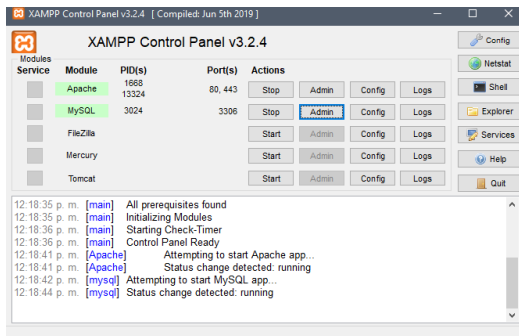 XAMPP Control Panel v3.2.4 [ Compiled: Jun 5th 2019 ]
XAMPP Control Panel v3.2.4
Config
Modules
Service Module PID(s) Port(s) Actions
Netstat
Apache 1668 13324 80, 443 Stop Admin Config Logs
Shell
MySQL 3024 3306 Stop Admin Config Logs
Explorer
FileZilla Start Admin Config Logs
Services
Mercury Start Admin Config Logs
Help
Tomcat Start Admin Config Logs
Quit
12:18:35 p. m. [main] All prerequisites found
12:18:35 p. m. [main] Initializing Modules
12:18:36 p. m. [main] Starting Check-Timer
12:18:36 p. m. [main] Control Panel Ready
12:18:41 p. m. [Apache] Attempting to start Apache app...
12:18:41 p. m. [Apache] Status change detected: running
12:18:42 p. m. [mysql] Attempting to start MySQL app...
12:18:44 p. m. [mysql] Status change detected: running